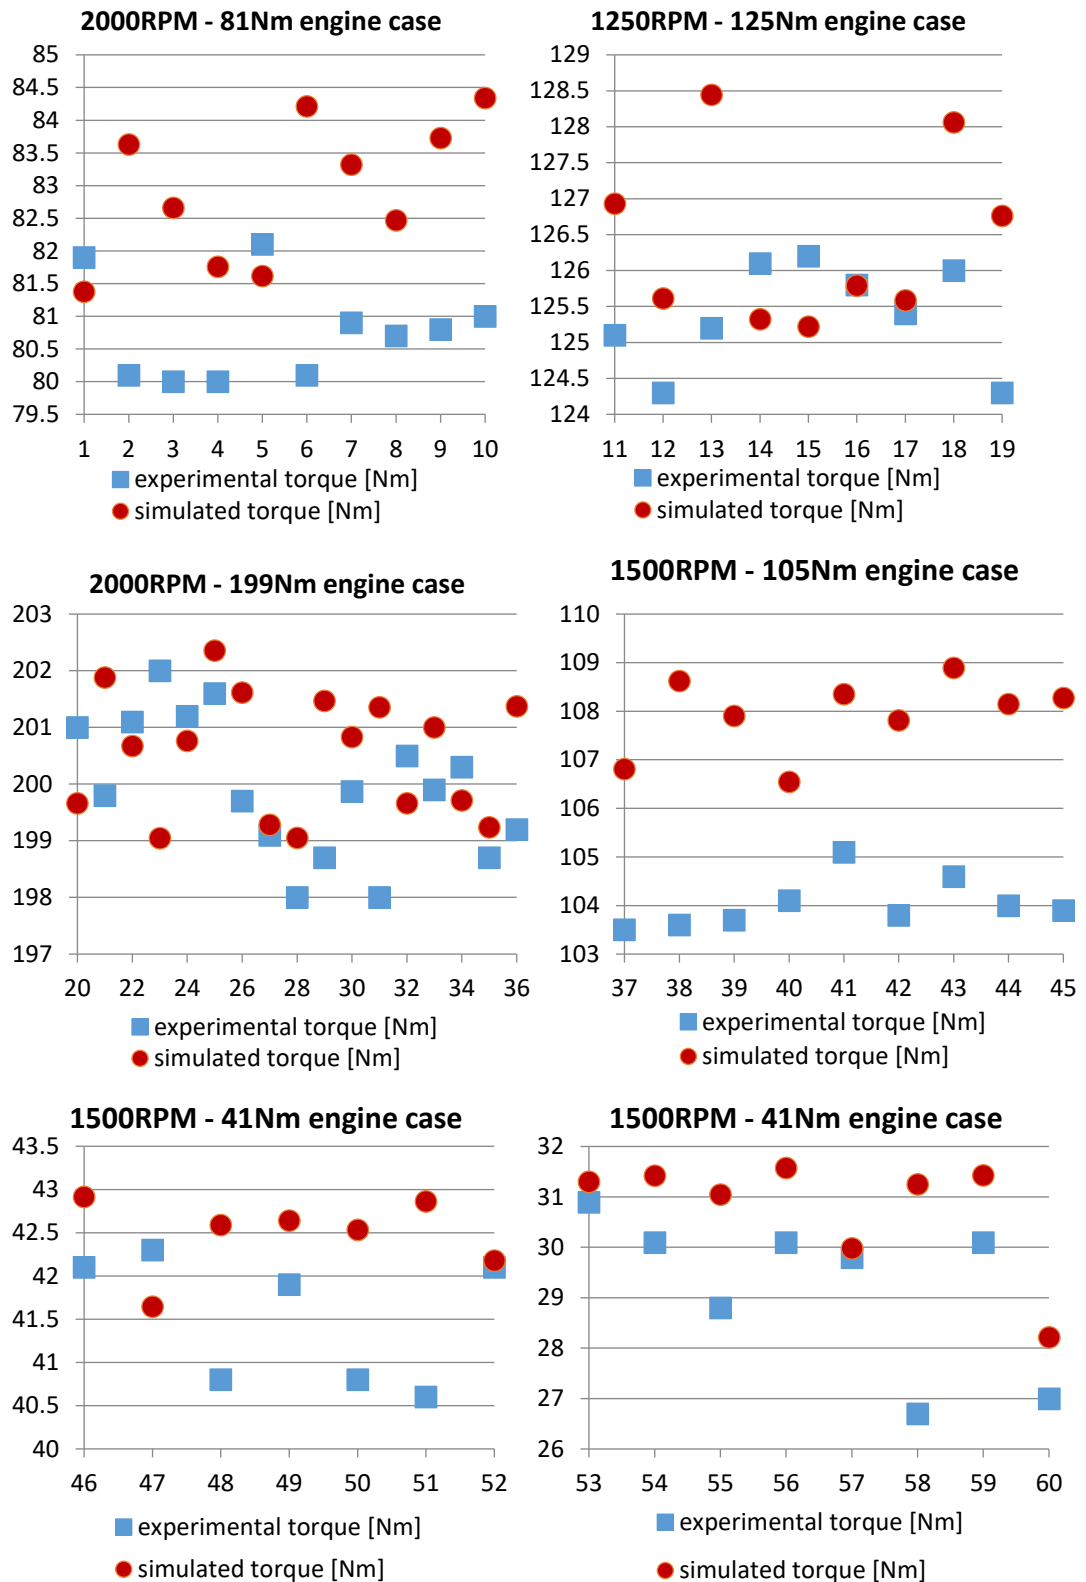 2000RPM - 81Nm engine case
85
84.5
84
83.5
83
82.5
82
81.5
81
80.5
80
79.5
1 2 3 4 5 6 7 8 9 10
experimental torque [Nm]
simulated torque [Nm]
1250RPM - 125Nm engine case
129
128.5
128
127.5
127
126.5
126
125.5
125
124.5
124
11 12 13 14 15 16 17 18 19
experimental torque [Nm]
simulated torque [Nm]
2000RPM - 199Nm engine case
203
202
201
200
199
198
197
20 22 24 26 28 30 32 34 36
experimental torque [Nm]
simulated torque [Nm]
1500RPM - 105Nm engine case
110
109
108
107
106
105
104
103
37 38 39 40 41 42 43 44 45
experimental torque [Nm]
simulated torque [Nm]
1500RPM - 41Nm engine case
43.5
43
42.5
42
41.5
41
40.5
40
46 47 48 49 50 51 52
experimental torque [Nm]
simulated torque [Nm]
1500RPM - 41Nm engine case
32
31
30
29
28
27
26
53 54 55 56 57 58 59 60
experimental torque [Nm]
simulated torque [Nm]